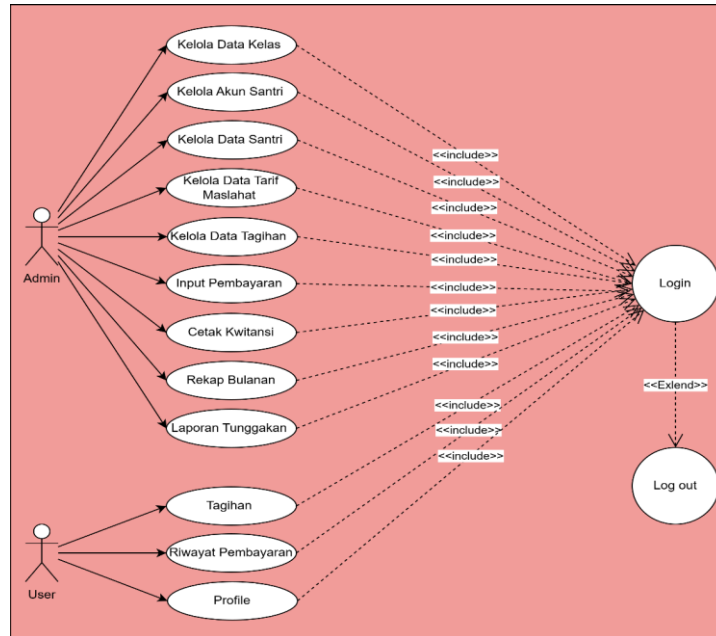 Kelola Data Kelas
Kelola Akun Santri
Kelola Data Santri
Kelola Data Tarif
Maslahat
Kelola Data Tagihan
Input Pembayaran
Cetak Kwitansi
Rekap Bulanan
Laporan Tunggakan
Admin
<<include>>
<<include>>
<<include>>
<<include>>
<<include>>
<<include>>
<<include>>
<<include>>
<<include>>
Login
<<Exlend>>
Log out
Tagihan
Riwayat Pembayaran
Profile
User
<<include>>
<<include>>
<<include>>